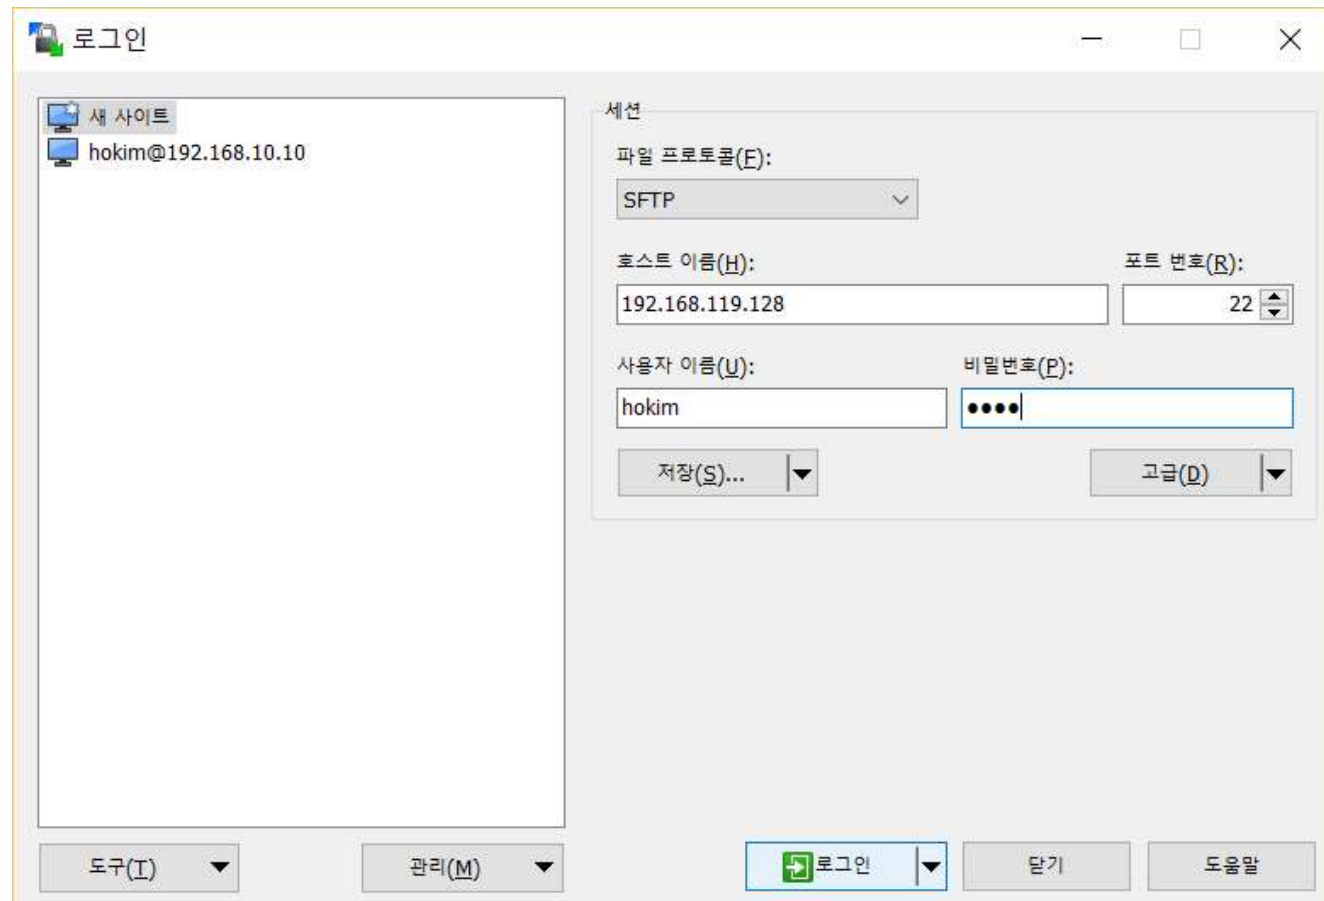 로그인
새 사이트
hokim@192.168.10.10
세션
파일 프로토콜(F):
SFTP
호스트 이름(H): 포트 번호(R):
192.168.119.128 22
사용자 이름(U): 비밀번호(P):
hokim ●●●●
저장(S)... 고급(D)
도구(T) 관리(M) 로그인 닫기 도움말